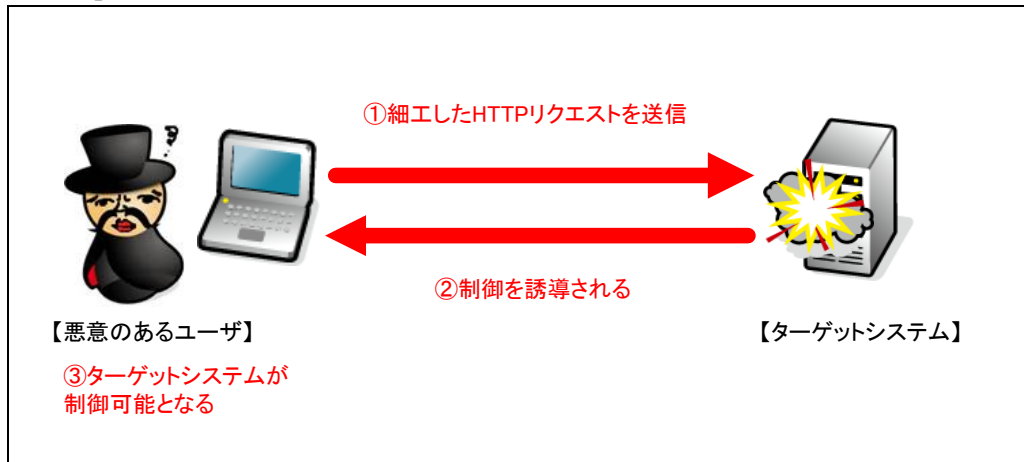 ①細工したHTTPリクエストを送信
②制御を誘導される
【悪意のあるユーザ】
【ターゲットシステム】
③ターゲットシステムが
制御可能となる